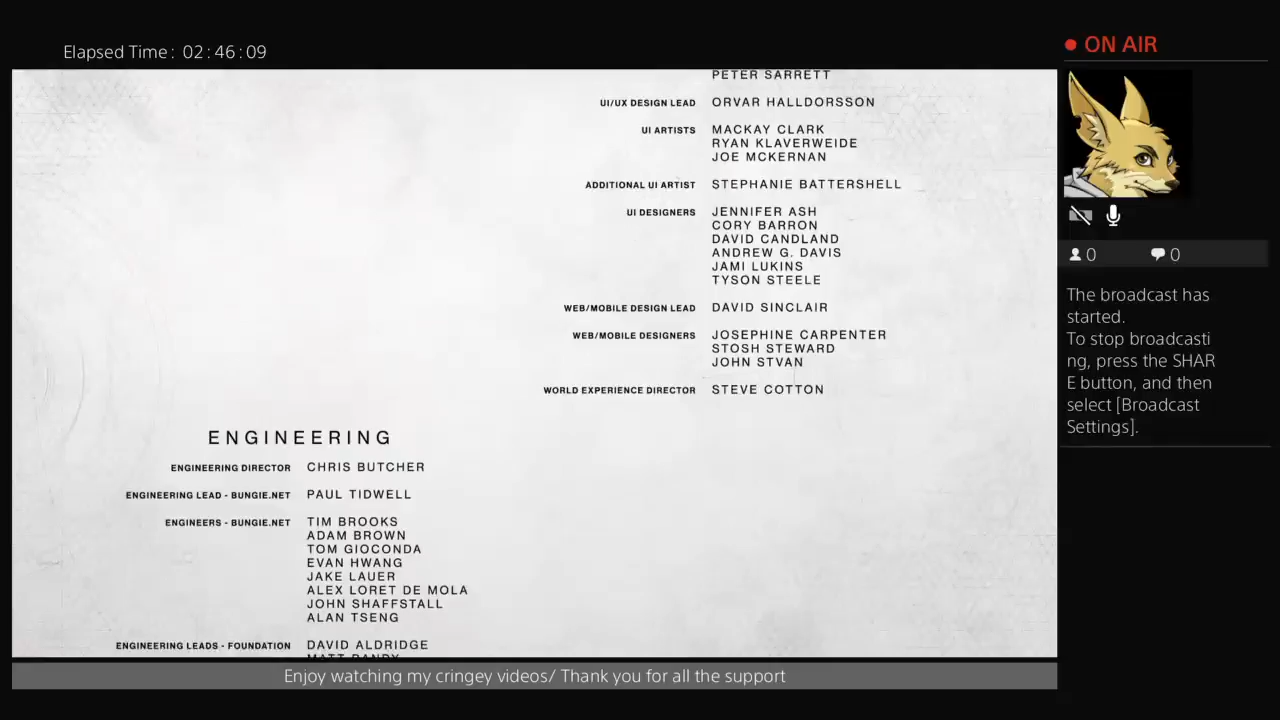 Elapsed Time: 02:46:09
ON AIR
PETER SARRETT
UI/UX DESIGN LEAD ORVAR HALLDORSSON
UI ARTISTS MACKAY CLARK
RYAN KLAVERWEIDE
JOE MCKERNAN
ADDITIONAL UI ARTIST STEPHANIE BATTERSHELL
UI DESIGNERS JENNIFER ASH
CORY BARRON
DAVID CANDLAND
ANDREW G. DAVIS
JAMI LUKINS
TYSON STEELE
WEB/MOBILE DESIGN LEAD DAVID SINCLAIR
WEB/MOBILE DESIGNERS JOSEPHINE CARPENTER
STOSH STEWARD
JOHN STVAN
WORLD EXPERIENCE DIRECTOR STEVE COTTON
ENGINEERING
ENGINEERING DIRECTOR CHRIS BUTCHER
ENGINEERING LEAD - BUNGIE.NET PAUL TIDWELL
ENGINEERS - BUNGIE.NET TIM BROOKS
ADAM BROWN
TOM GIOCONDA
EVAN HWANG
JAKE LAUER
ALEX LORET DE MOLA
JOHN SHAFFSTALL
ALAN TSENG
ENGINEERING LEADS - FOUNDATION DAVID ALDRIDGE
0 0
The broadcast has
started.
To stop broadcasti
ng, press the SHAR
E button, and then
select [Broadcast
Settings].
Enjoy watching my cringey videos/ Thank you for all the support